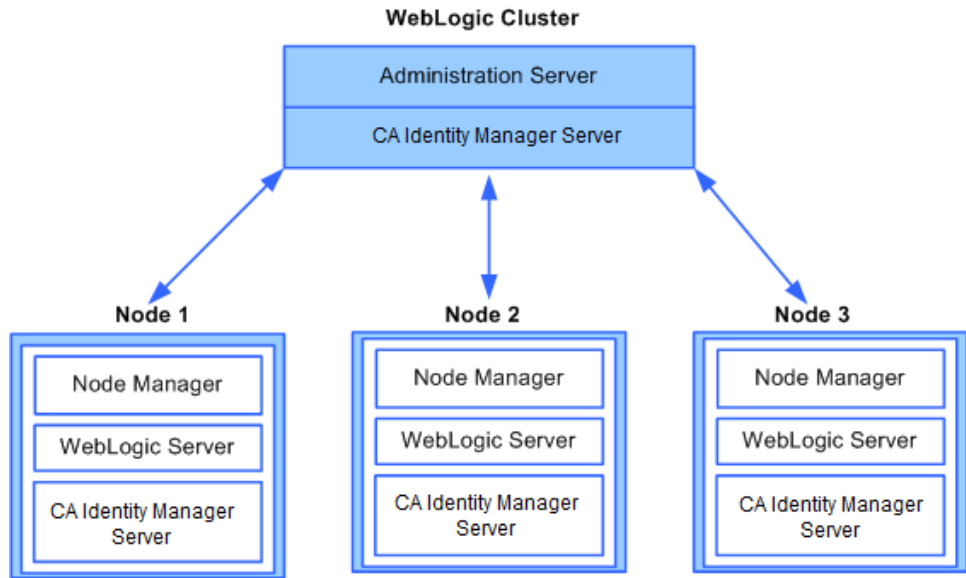 WebLogic Cluster
Administration Server
CA Identity Manager Server
Node 1
Node Manager
WebLogic Server
CA Identity Manager
Server
Node 2
Node Manager
WebLogic Server
CA Identity Manager
Server
Node 3
Node Manager
WebLogic Server
CA Identity Manager
Server